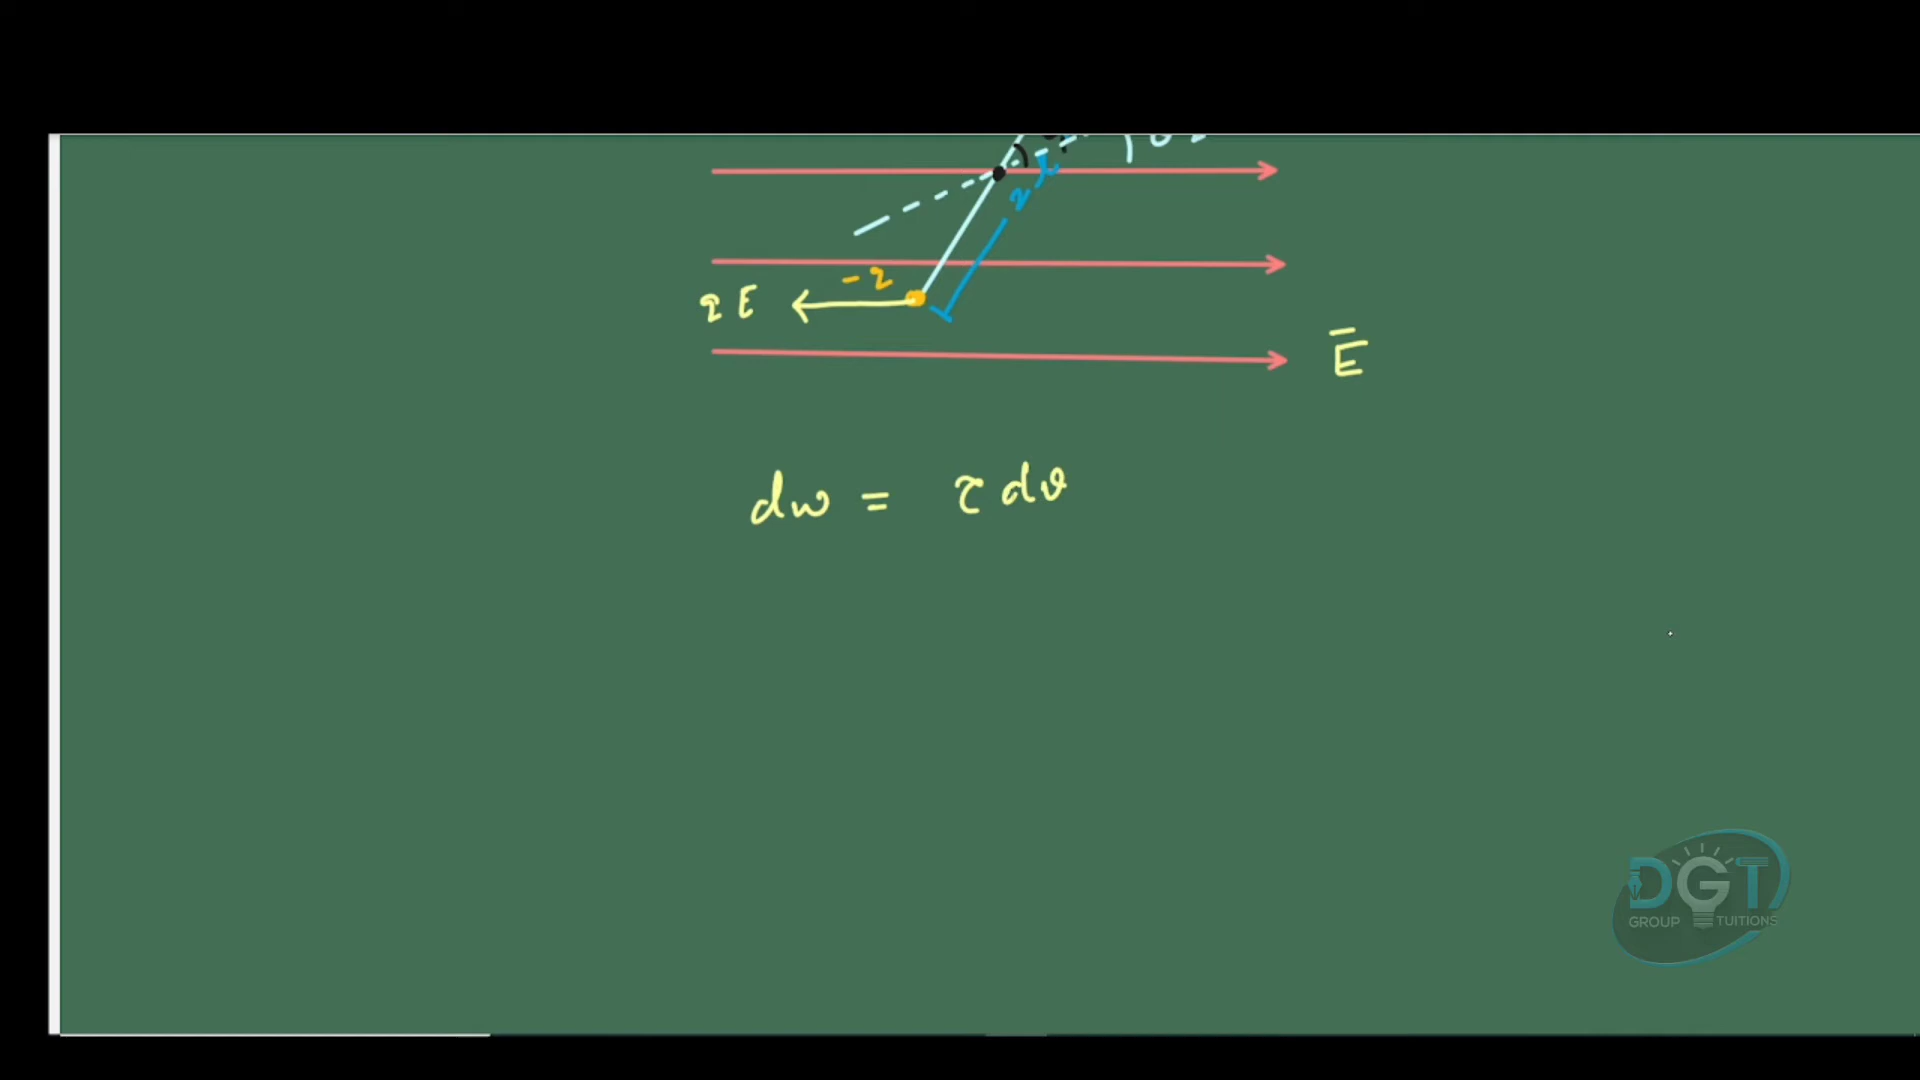 -q
qE
E̅
dw = τ dθ
DGT
GROUP TUITIONS